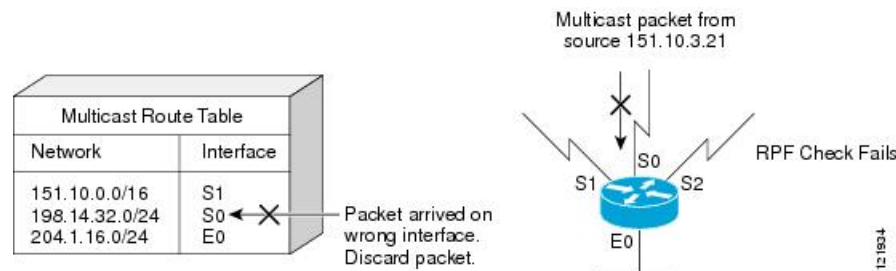 Multicast packet from
source 151.10.3.21
Multicast Route Table
Network Interface
151.10.0.0/16 S1
198.14.32.0/24 S0
204.1.16.0/24 E0
Packet arrived on
wrong interface.
Discard packet.
RPF Check Fails
S0
S1
S2
E0
121934